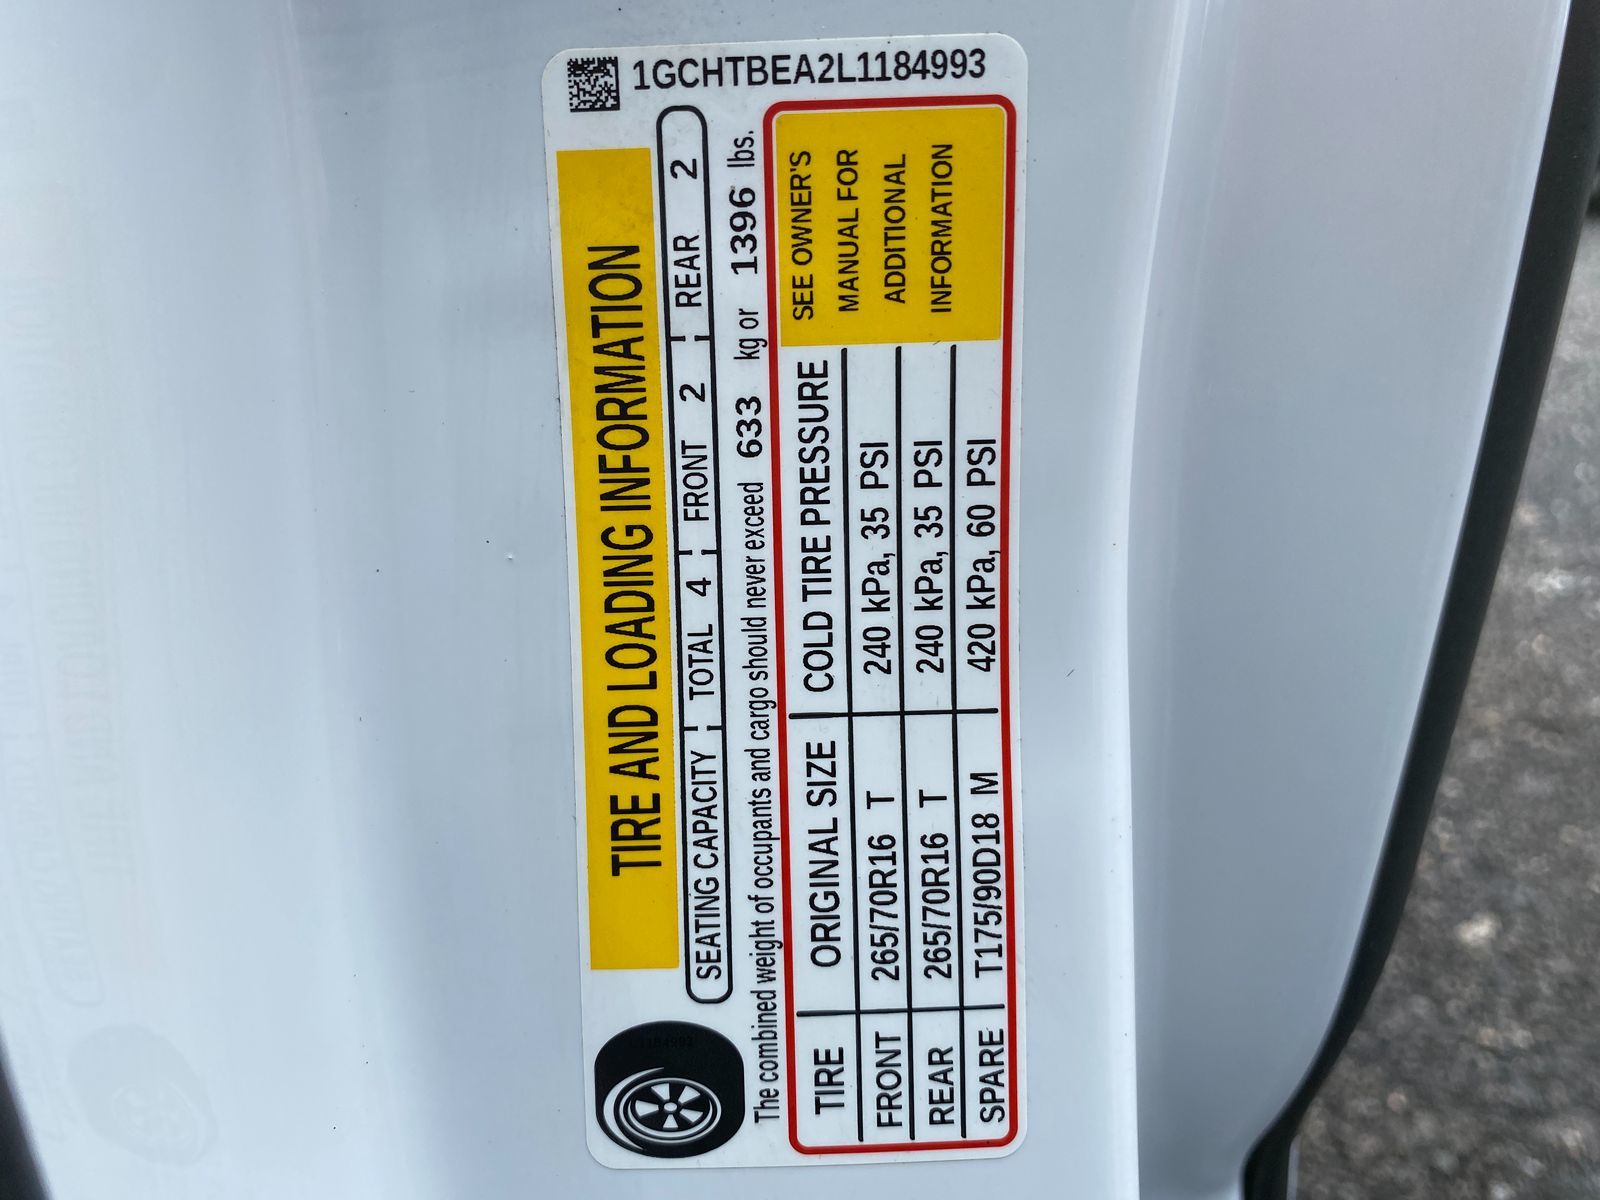 1GCHTBEA2L1184993
TIRE AND LOADING INFORMATION
SEATING CAPACITY TOTAL 4 FRONT 2 REAR 2
The combined weight of occupants and cargo should never exceed 633 kg or 1396 lbs.
TIRE ORIGINAL SIZE COLD TIRE PRESSURE
FRONT 265/70R16 T 240 kPa, 35 PSI
REAR 265/70R16 T 240 kPa, 35 PSI
SPARE T175/90D18 M 420 kPa, 60 PSI
SEE OWNER'S
MANUAL FOR
ADDITIONAL
INFORMATION
1184993